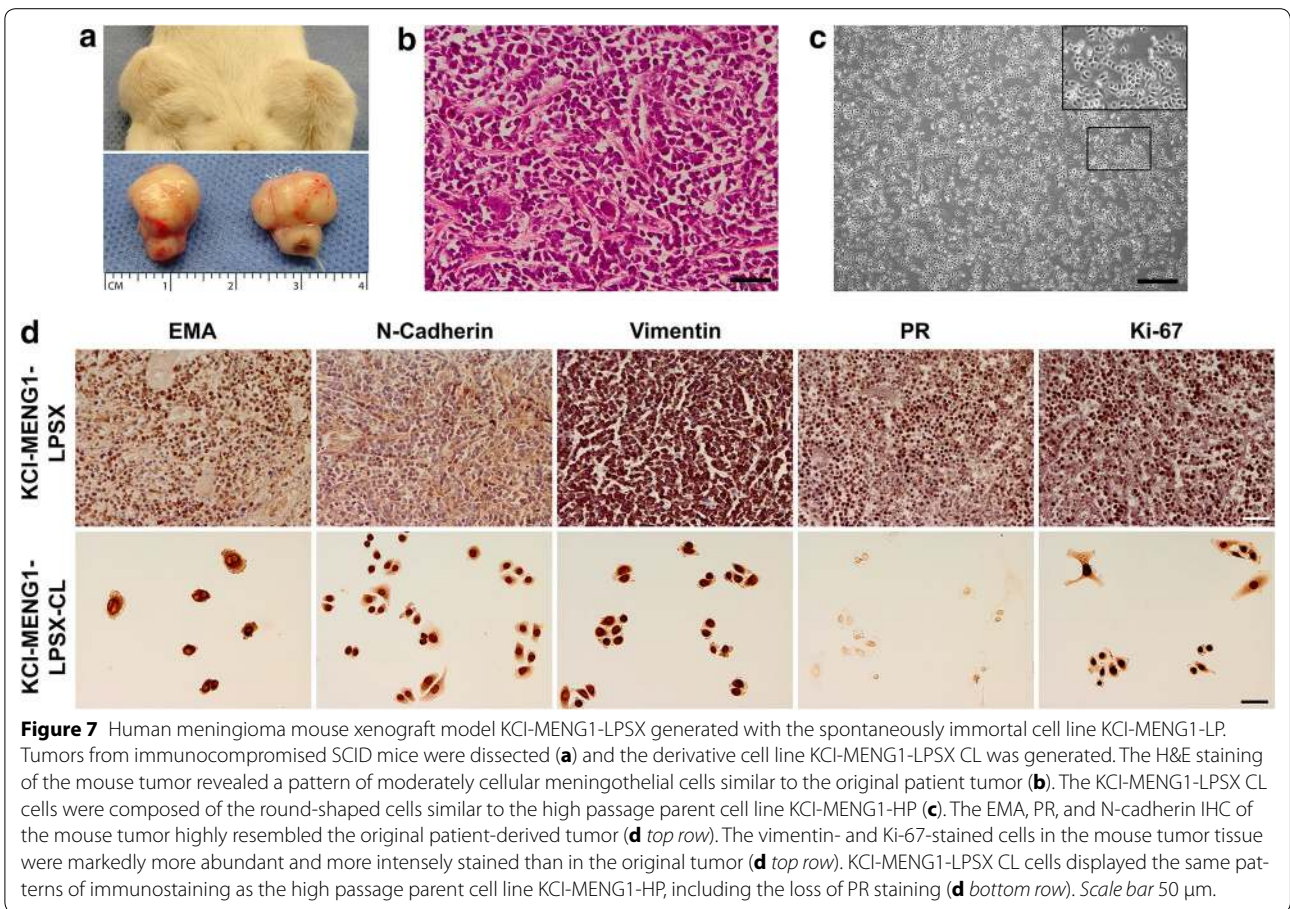 a
b
c
CM 1 2 3 4
d
EMA N-Cadherin Vimentin PR Ki-67
KCI-MENG1-
LPSX
KCI-MENG1-
LPSX-CL
Figure 7 Human meningioma mouse xenograft model KCI-MENG1-LPSX generated with the spontaneously immortal cell line KCI-MENG1-LP.
Tumors from immunocompromised SCID mice were dissected (a) and the derivative cell line KCI-MENG1-LPSX CL was generated. The H&E staining
of the mouse tumor revealed a pattern of moderately cellular meningothelial cells similar to the original patient tumor (b). The KCI-MENG1-LPSX CL
cells were composed of the round-shaped cells similar to the high passage parent cell line KCI-MENG1-HP (c). The EMA, PR, and N-cadherin IHC of
the mouse tumor highly resembled the original patient-derived tumor (d top row). The vimentin- and Ki-67-stained cells in the mouse tumor tissue
were markedly more abundant and more intensely stained than in the original tumor (d top row). KCI-MENG1-LPSX CL cells displayed the same pat-
terns of immunostaining as the high passage parent cell line KCI-MENG1-HP, including the loss of PR staining (d bottom row). Scale bar 50 μm.